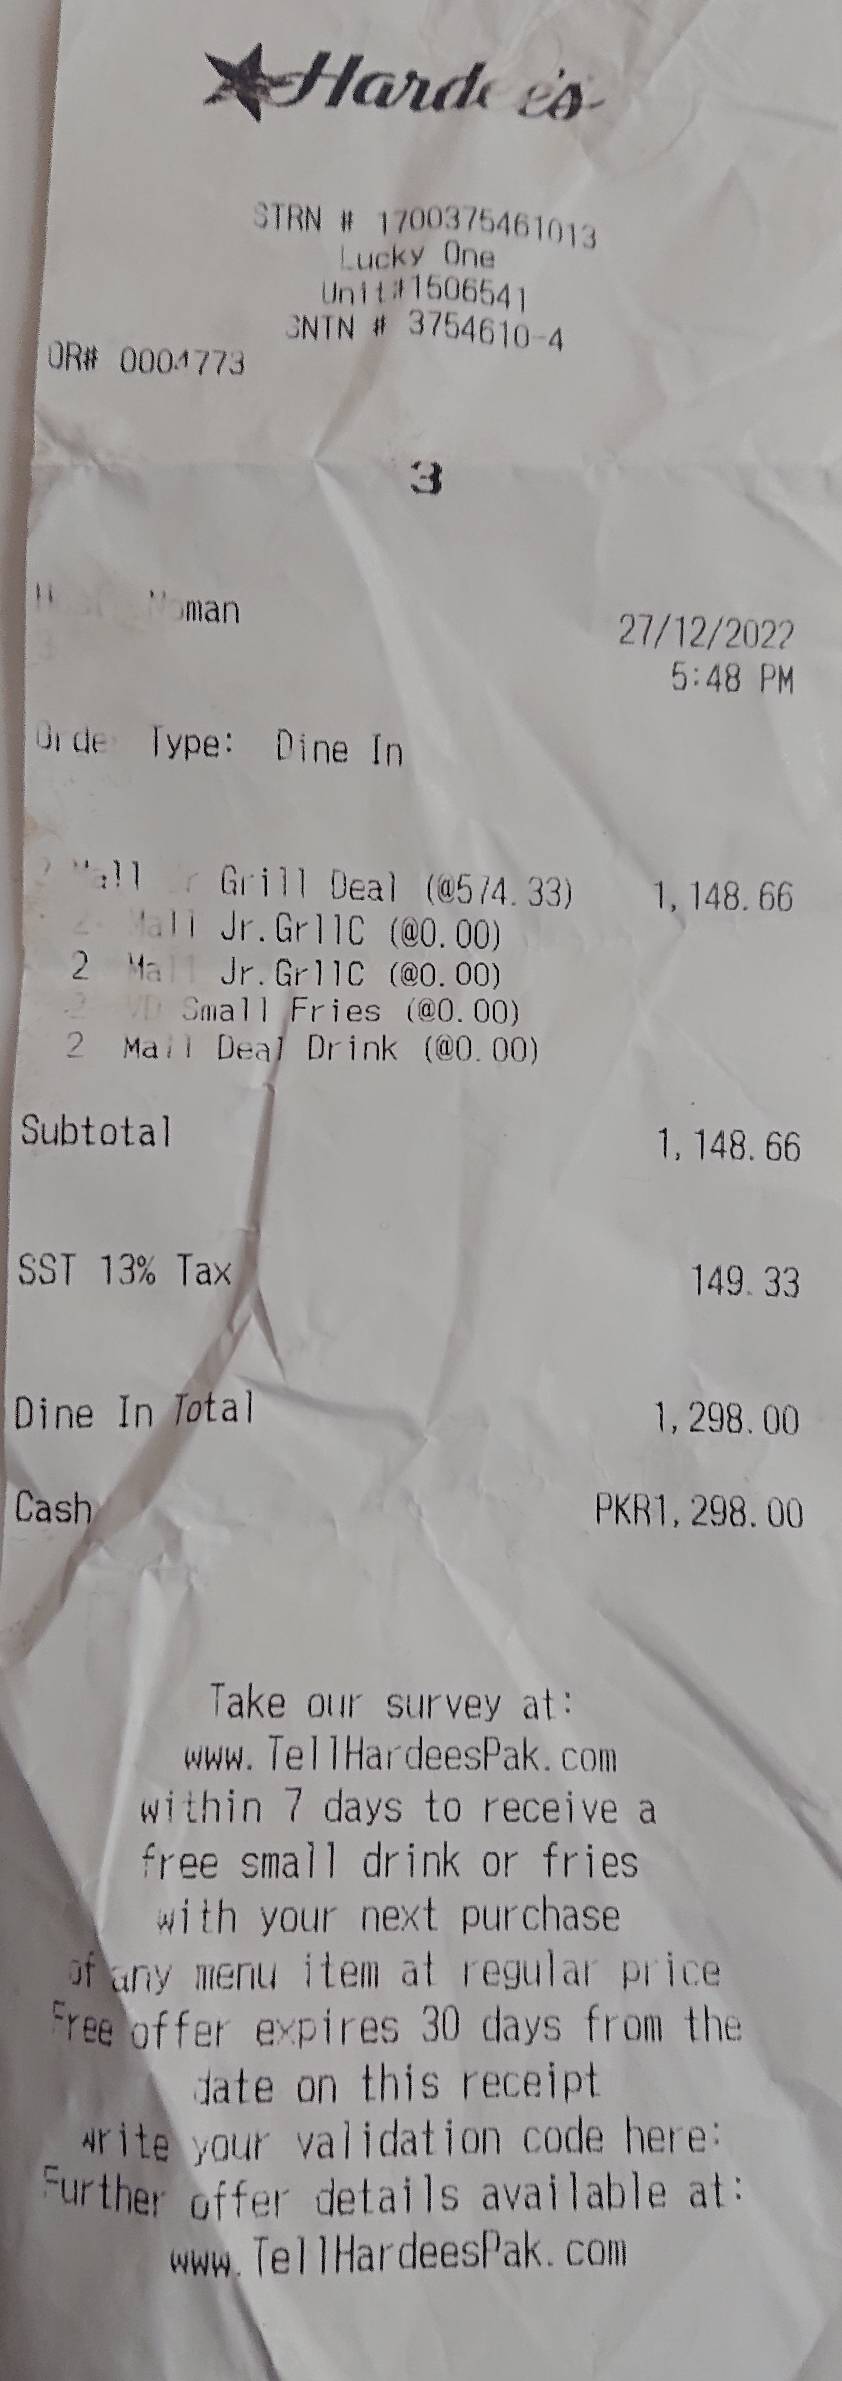 Hardee's
STRN # 1700375461013
Lucky One
Unit#1506541
SNTN # 3754610-4
OR# 0004773
3
Noman
27/12/2022
5:48 PM
Order Type: Dine In
Mall Grill Deal (@574.33) 1,148.66
2 Mall Jr.GrllC (@0.00)
2 Mall Jr.GrllC (@0.00)
2 VD Small Fries (@0.00)
2 Mall Deal Drink (@0.00)
Subtotal 1,148.66
SST 13% Tax 149.33
Dine In Total 1,298.00
Cash PKR1,298.00
Take our survey at:
www.TellHardeesPak.com
within 7 days to receive a
free small drink or fries
with your next purchase
of any menu item at regular price
Free offer expires 30 days from the
date on this receipt
write your validation code here:
Further offer details available at:
www.TellHardeesPak.com